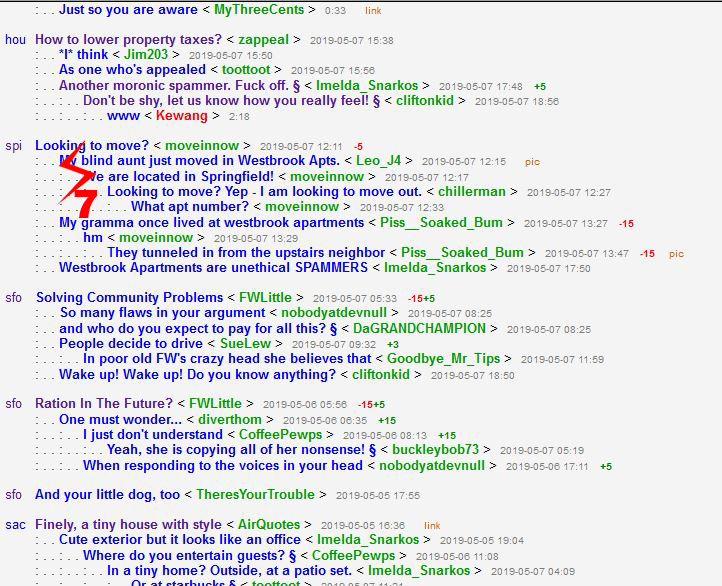 : . . Just so you are aware < MyThreeCents > 0:33 link
hou How to lower property taxes? < zappeal > 2019-05-07 15:38
: . . *I* think < Jim203 > 2019-05-07 15:50
: . . As one who's appealed < toottoot > 2019-05-07 15:56
: . . Another moronic spammer. Fuck off. § < Imelda_Snarkos > 2019-05-07 17:48 +5
: . . : . . Don't be shy, let us know how you really feel! § < cliftonkid > 2019-05-07 18:56
: . . : . . : . . www < Kewang > 2:18
spi Looking to move? < moveinnow > 2019-05-07 12:11 -5
: . . My blind aunt just moved in Westbrook Apts. < Leo_J4 > 2019-05-07 12:15 pic
We are located in Springfield! < moveinnow > 2019-05-07 12:17
7 Looking to move? Yep - I am looking to move out. < chillerman > 2019-05-07 12:27
: . . : . . : . . : . . What apt number? < moveinnow > 2019-05-07 12:33
: . . My gramma once lived at westbrook apartments < Piss__Soaked_Bum > 2019-05-07 13:27 -15
: . . : . . hm < moveinnow > 2019-05-07 13:29
: . . : . . : . . They tunneled in from the upstairs neighbor < Piss__Soaked_Bum > 2019-05-07 13:47 -15 pic
: . . Westbrook Apartments are unethical SPAMMERS < Imelda_Snarkos > 2019-05-07 17:50
sfo Solving Community Problems < FWLittle > 2019-05-07 05:33 -15+5
: . . So many flaws in your argument < nobodyatdevnull > 2019-05-07 08:25
: . . and who do you expect to pay for all this? § < DaGRANDCHAMPION > 2019-05-07 08:25
: . . People decide to drive < SueLew > 2019-05-07 09:32 +3
: . . : . . In poor old FW's crazy head she believes that < Goodbye_Mr_Tips > 2019-05-07 11:59
: . . Wake up! Wake up! Do you know anything? < cliftonkid > 2019-05-07 18:50
sfo Ration In The Future? < FWLittle > 2019-05-06 05:56 -15+5
: . . One must wonder... < diverthom > 2019-05-06 06:35 +15
: . . : . . I just don't understand < CoffeePewps > 2019-05-06 08:13 +15
: . . : . . : . . Yeah, she is copying all of her nonsense! § < buckleybob73 > 2019-05-07 05:19
: . . : . . When responding to the voices in your head < nobodyatdevnull > 2019-05-06 17:11 +5
sfo And your little dog, too < TheresYourTrouble > 2019-05-05 17:55
sac Finely, a tiny house with style < AirQuotes > 2019-05-05 16:36 link
: . . Cute exterior but it looks like an office < Imelda_Snarkos > 2019-05-05 19:04
: . . : . . Where do you entertain guests? § < CoffeePewps > 2019-05-06 11:08
: . . : . . : . . In a tiny home? Outside, at a patio set. < Imelda_Snarkos > 2019-05-07 04:09
: . . : . . : . . : . . Or at starbucks § < toottoot >